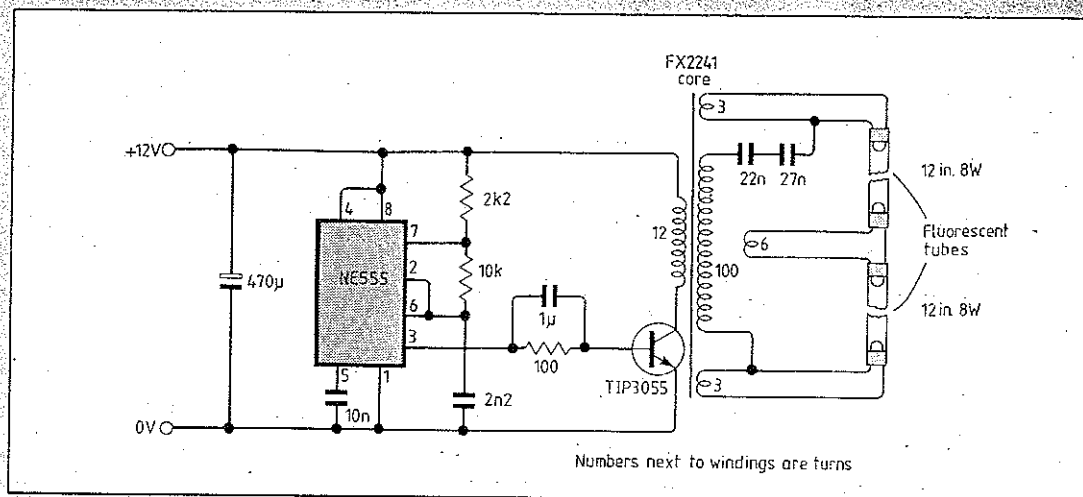 FX2241
core
3
+12V
22n
27n
12 in. 8W
4
8
2k2
7
12
Fluorescent
tubes
2
NE555
10k
6
470µ
100
6
1µ
12 in. 8W
3
100
5
1
TIP3055
3
10n
2n2
0V
Numbers next to windings are turns